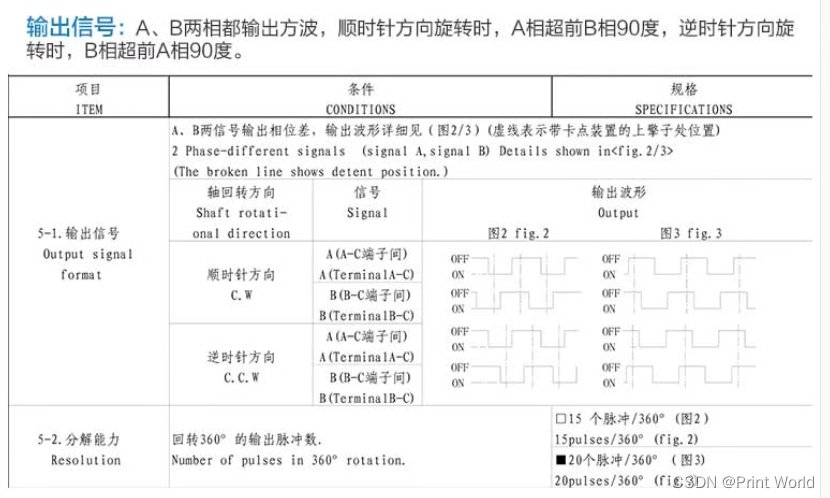 输出信号：A、B两相都输出方波，顺时针方向旋转时，A相超前B相90度，逆时针方向旋
转时，B相超前A相90度。
项目 条件 规格
ITEM CONDITIONS SPECIFICATIONS
A、B两信号输出相位差，输出波形详细见（图2/3）(虚线表示带卡点装置的上擎子处位置)
2 Phase-different signals (signal A,signal B) Details shown in<fig.2/3>
(The broken line shows detent position.)
5-1.输出信号
Output signal
format
轴回转方向
Shaft rotati-
onal direction
信号
Signal
输出波形
Output
图2 fig.2 图3 fig.3
顺时针方向
C.W
A(A-C端子间)
A(TerminalA-C)
OFF OFF
ON ON
B(B-C端子间)
B(TerminalB-C)
OFF OFF
ON ON
逆时针方向
C.C.W
A(A-C端子间)
A(TerminalA-C)
OFF OFF
ON ON
B(B-C端子间)
B(TerminalB-C)
OFF OFF
ON ON
5-2.分解能力
Resolution
回转360° 的输出脉冲数.
Number of pulses in 360° rotation.
□15 个脉冲/360° (图2)
15pulses/360° (fig.2)
■20个脉冲/360° (图3)
20pulses/360° (fig.3)
CSDN @Print World